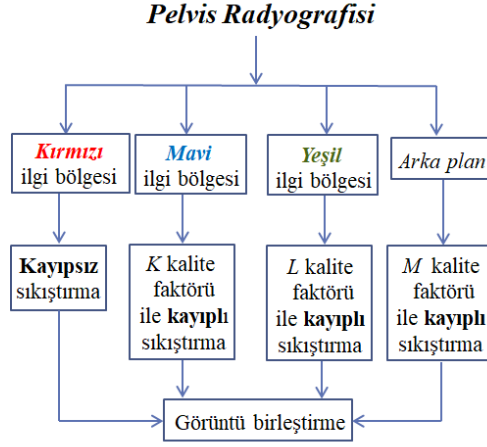 Pelvis Radyografisi
Kırmızı
ilgi bölgesi
Mavi
ilgi bölgesi
Yeşil
ilgi bölgesi
Arka plan
Kayıpsız
sıkıştırma
K kalite
faktörü
ile kayıplı
sıkıştırma
L kalite
faktörü
ile kayıplı
sıkıştırma
M kalite
faktörü
ile kayıplı
sıkıştırma
Görüntü birleştirme